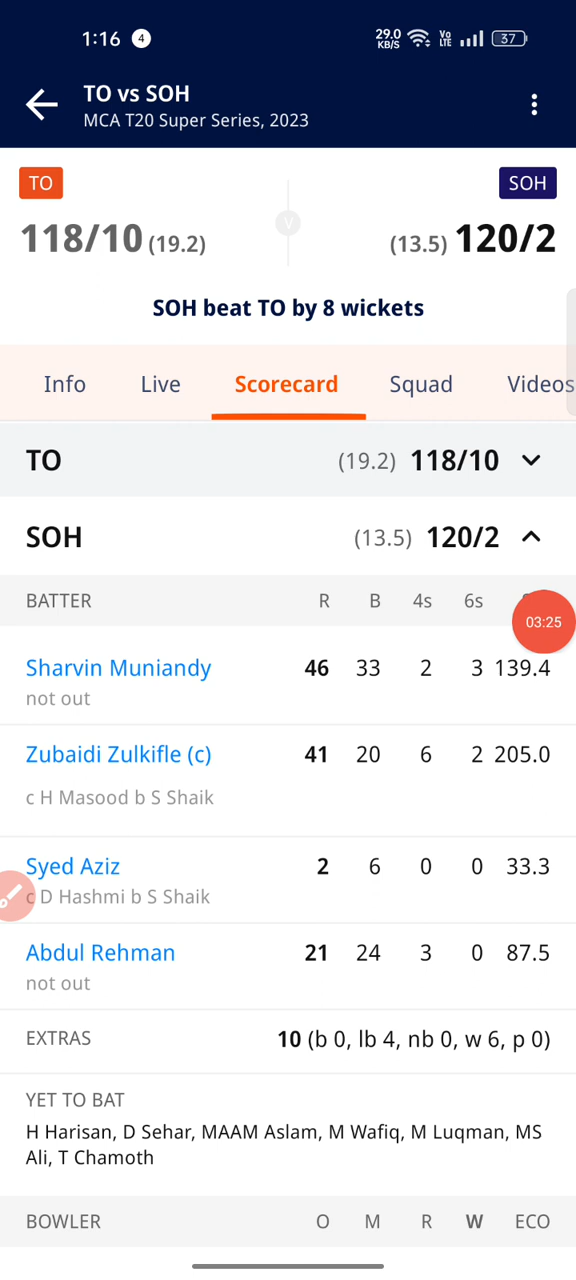 1:16 4 29.0 KB/S Vo LTE 37
TO vs SOH
MCA T20 Super Series, 2023
TO SOH
118/10 (19.2) V (13.5) 120/2
SOH beat TO by 8 wickets
Info Live Scorecard Squad Videos
TO (19.2) 118/10
SOH (13.5) 120/2
BATTER R B 4s 6s
03:25
Sharvin Muniandy 46 33 2 3 139.4
not out
Zubaidi Zulkifle (c) 41 20 6 2 205.0
c H Masood b S Shaik
Syed Aziz 2 6 0 0 33.3
c D Hashmi b S Shaik
Abdul Rehman 21 24 3 0 87.5
not out
EXTRAS 10 (b 0, lb 4, nb 0, w 6, p 0)
YET TO BAT
H Harisan, D Sehar, MAAM Aslam, M Wafiq, M Luqman, MS
Ali, T Chamoth
BOWLER O M R W ECO